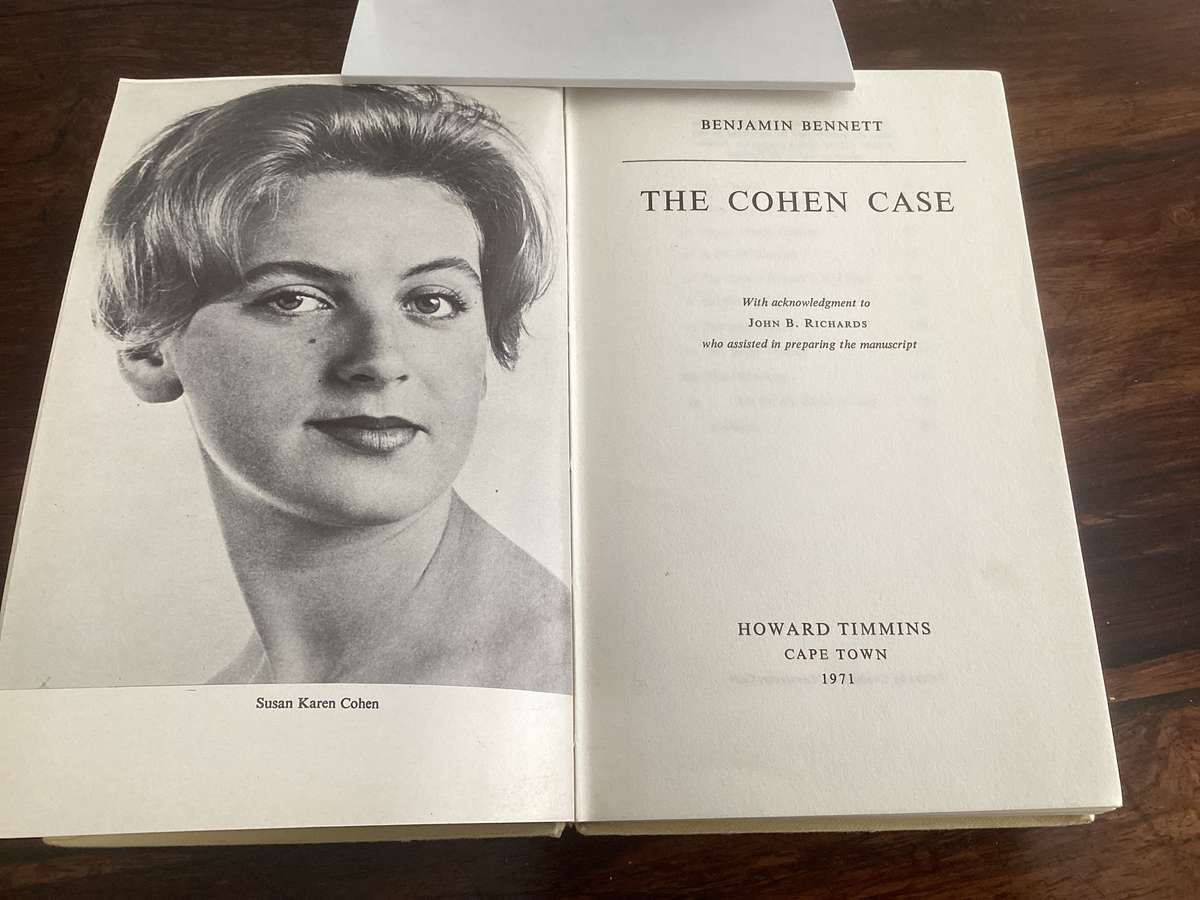 Susan Karen Cohen
BENJAMIN BENNETT
THE COHEN CASE
With acknowledgment to
JOHN B. RICHARDS
who assisted in preparing the manuscript
HOWARD TIMMINS
CAPE TOWN
1971